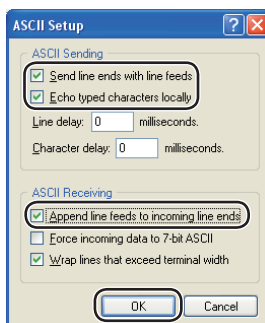 ASCII Setup
ASCII Sending
Send line ends with line feeds
Echo typed characters locally
Line delay: 0 milliseconds.
Character delay: 0 milliseconds.
ASCII Receiving
Append line feeds to incoming line ends
Force incoming data to 7-bit ASCII
Wrap lines that exceed terminal width
OK Cancel